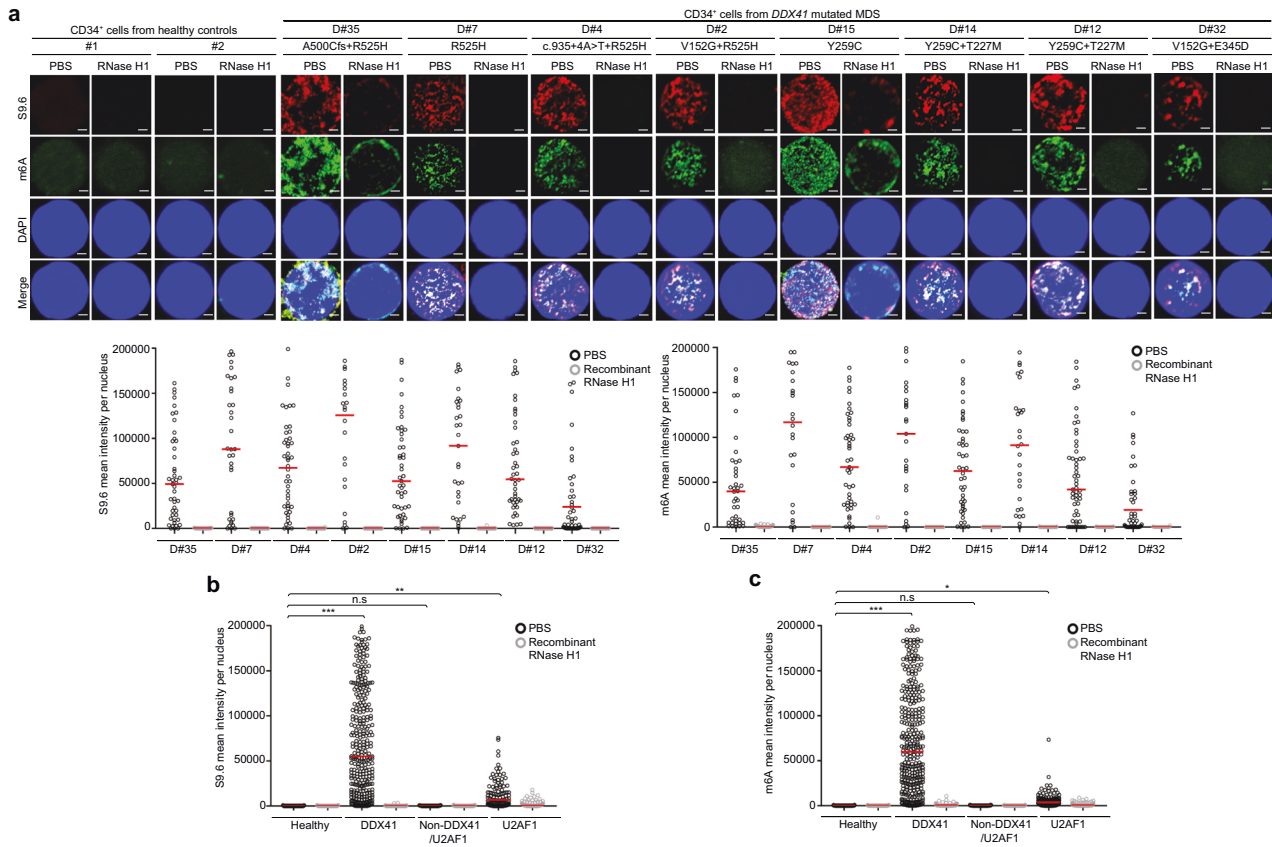 a
CD34⁺ cells from healthy controls
CD34⁺ cells from DDX41 mutated MDS
#1 #2 D#35 D#7 D#4 D#2 D#15 D#14 D#12 D#32
A500Cfs+R525H R525H c.935+4A>T+R525H V152G+R525H Y259C Y259C+T227M Y259C+T227M V152G+E345D
PBS RNase H1 PBS RNase H1 PBS RNase H1 PBS RNase H1 PBS RNase H1 PBS RNase H1 PBS RNase H1 PBS RNase H1 PBS RNase H1 PBS RNase H1
S9.6
m6A
DAPI
Merge
S9.6 mean intensity per nucleus
200000
150000
100000
50000
0
PBS
Recombinant
RNase H1
D#35 D#7 D#4 D#2 D#15 D#14 D#12 D#32
m6A mean intensity per nucleus
200000
150000
100000
50000
0
PBS
Recombinant
RNase H1
D#35 D#7 D#4 D#2 D#15 D#14 D#12 D#32
b
**
n.s
***
S9.6 mean intensity per nucleus
200000
150000
100000
50000
0
PBS
Recombinant
RNase H1
Healthy DDX41 Non-DDX41 U2AF1
/U2AF1
c
*
n.s
***
m6A mean intensity per nucleus
200000
150000
100000
50000
0
PBS
Recombinant
RNase H1
Healthy DDX41 Non-DDX41 U2AF1
/U2AF1